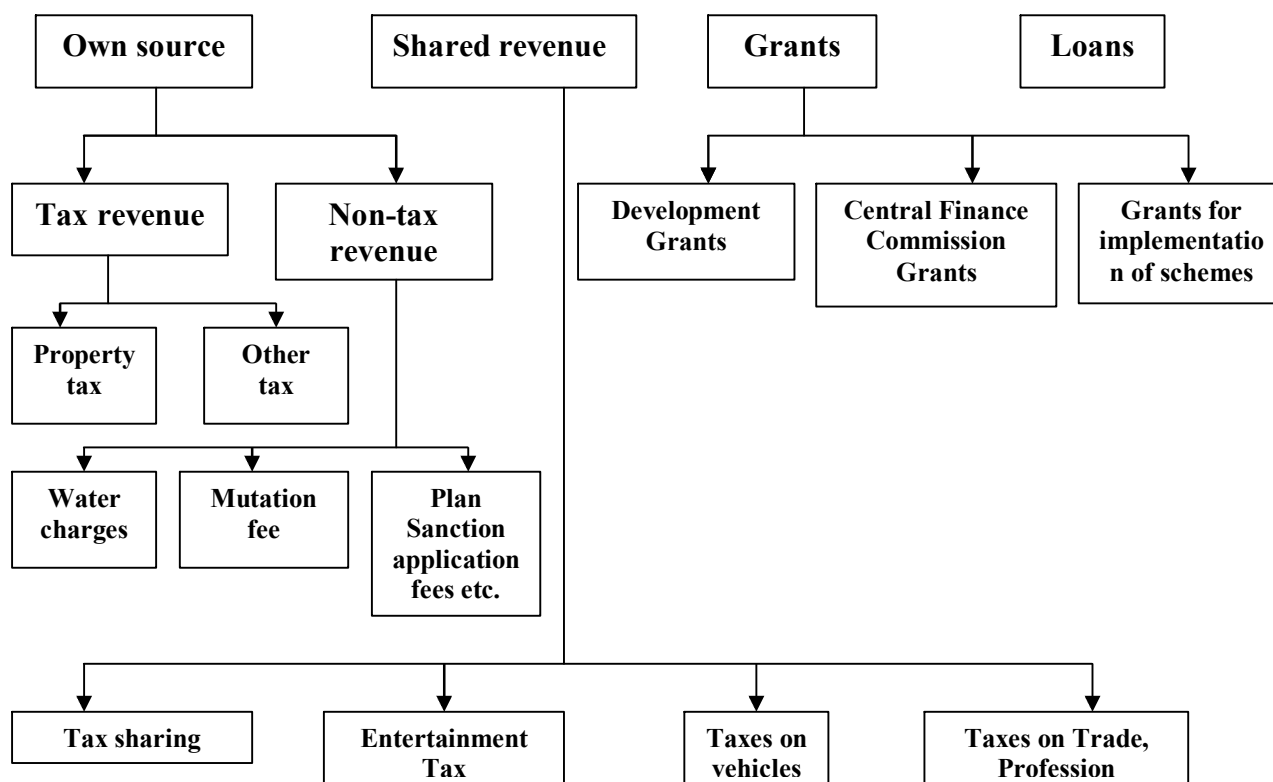 Own source
Shared revenue
Grants
Loans
Tax revenue
Non-tax
revenue
Development
Grants
Central Finance
Commission
Grants
Grants for
implementatio
n of schemes
Property
tax
Other
tax
Water
charges
Mutation
fee
Plan
Sanction
application
fees etc.
Tax sharing
Entertainment
Tax
Taxes on
vehicles
Taxes on Trade,
Profession